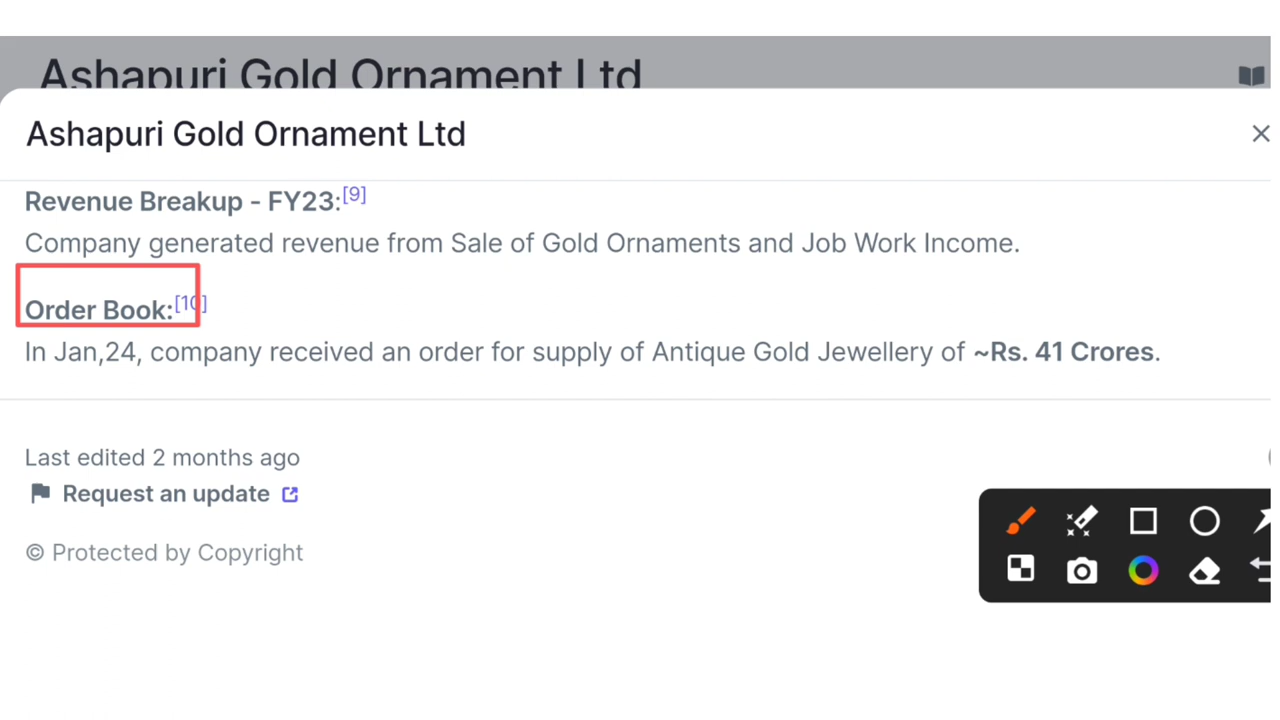 Ashapuri Gold Ornament Ltd
Ashapuri Gold Ornament Ltd
Revenue Breakup - FY23:[9]
Company generated revenue from Sale of Gold Ornaments and Job Work Income.
Order Book:[10]
In Jan,24, company received an order for supply of Antique Gold Jewellery of ~Rs. 41 Crores.
Last edited 2 months ago
Request an update
© Protected by Copyright